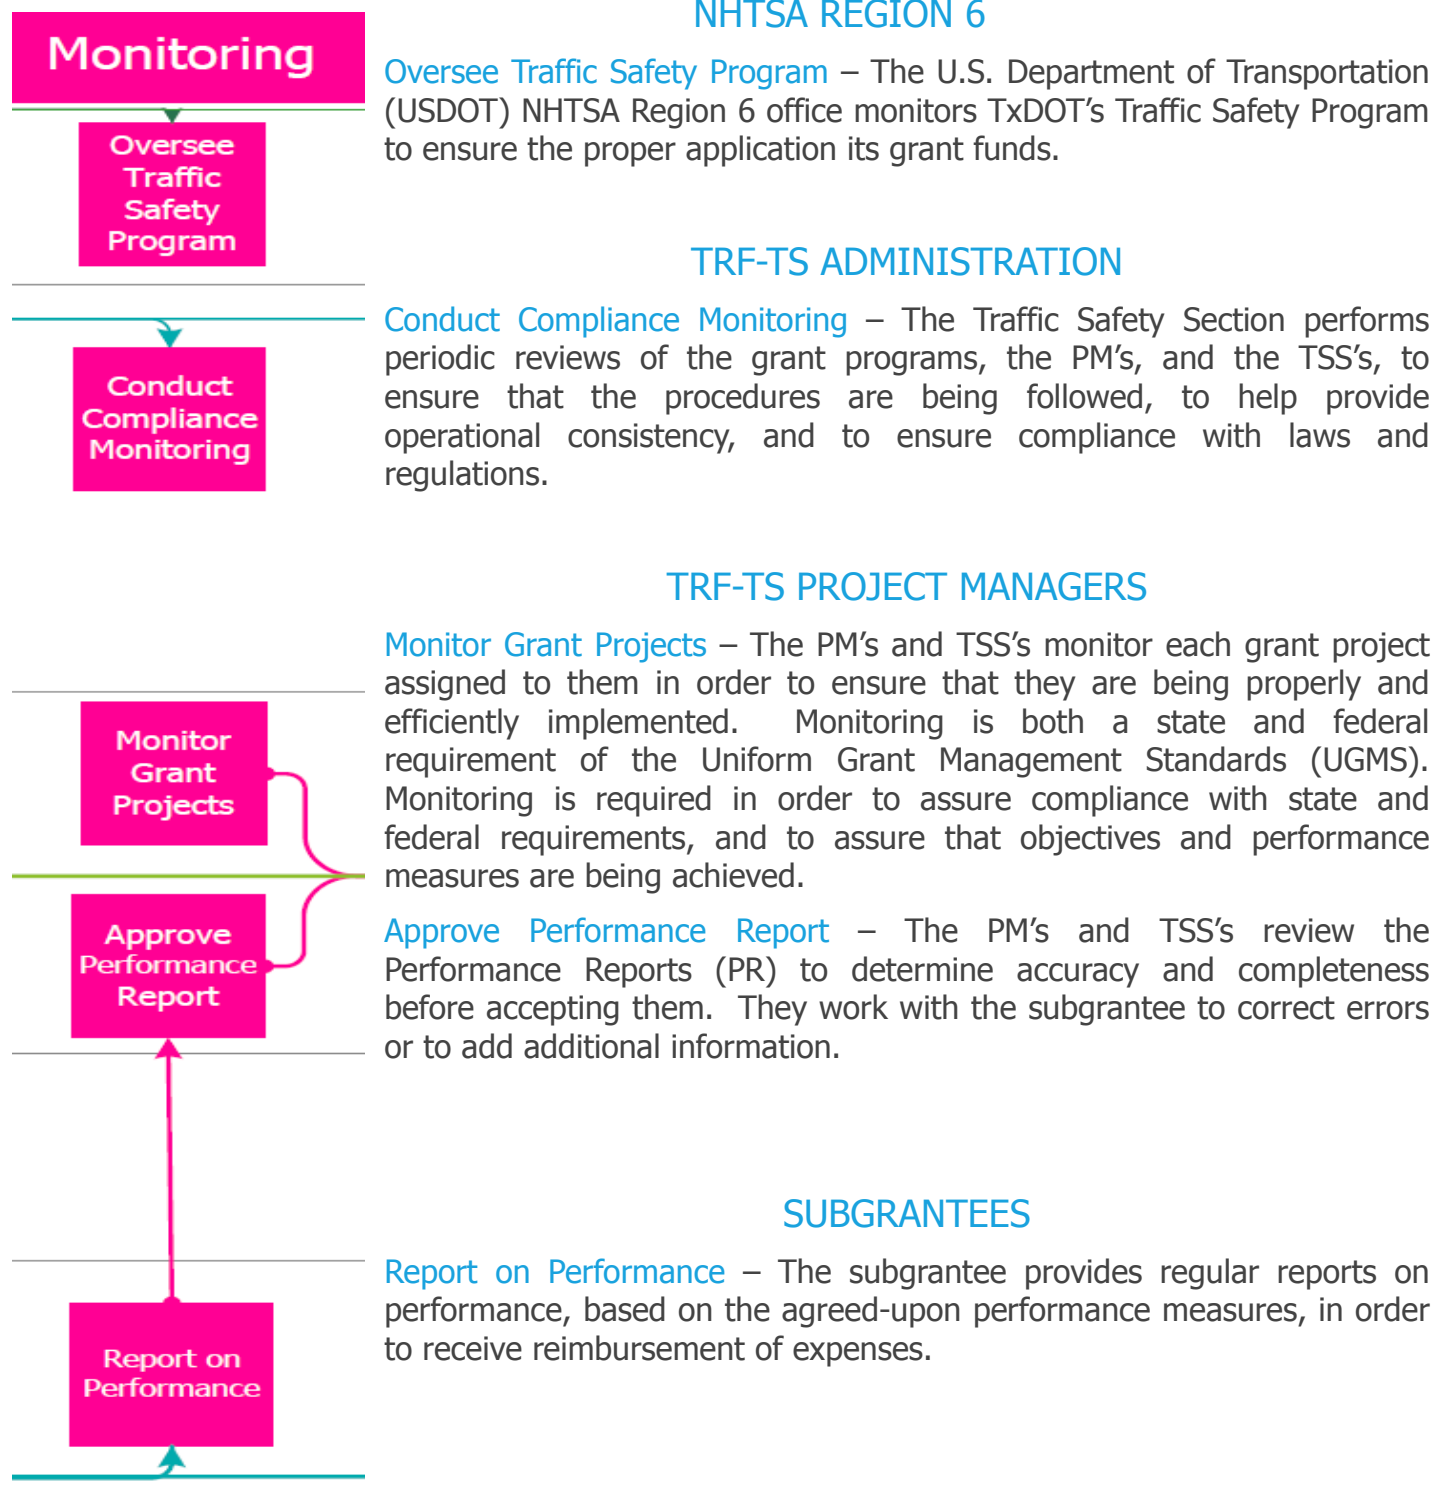 Monitoring
Oversee
Traffic
Safety
Program
Conduct
Compliance
Monitoring
Monitor
Grant
Projects
Approve
Performance
Report
Report on
Performance
NHTSA REGION 6
Oversee Traffic Safety Program – The U.S. Department of Transportation
(USDOT) NHTSA Region 6 office monitors TxDOT’s Traffic Safety Program
to ensure the proper application its grant funds.
TRF-TS ADMINISTRATION
Conduct Compliance Monitoring – The Traffic Safety Section performs
periodic reviews of the grant programs, the PM’s, and the TSS’s, to
ensure that the procedures are being followed, to help provide
operational consistency, and to ensure compliance with laws and
regulations.
TRF-TS PROJECT MANAGERS
Monitor Grant Projects – The PM’s and TSS’s monitor each grant project
assigned to them in order to ensure that they are being properly and
efficiently implemented. Monitoring is both a state and federal
requirement of the Uniform Grant Management Standards (UGMS).
Monitoring is required in order to assure compliance with state and
federal requirements, and to assure that objectives and performance
measures are being achieved.
Approve Performance Report – The PM’s and TSS’s review the
Performance Reports (PR) to determine accuracy and completeness
before accepting them. They work with the subgrantee to correct errors
or to add additional information.
SUBGRANTEES
Report on Performance – The subgrantee provides regular reports on
performance, based on the agreed-upon performance measures, in order
to receive reimbursement of expenses.